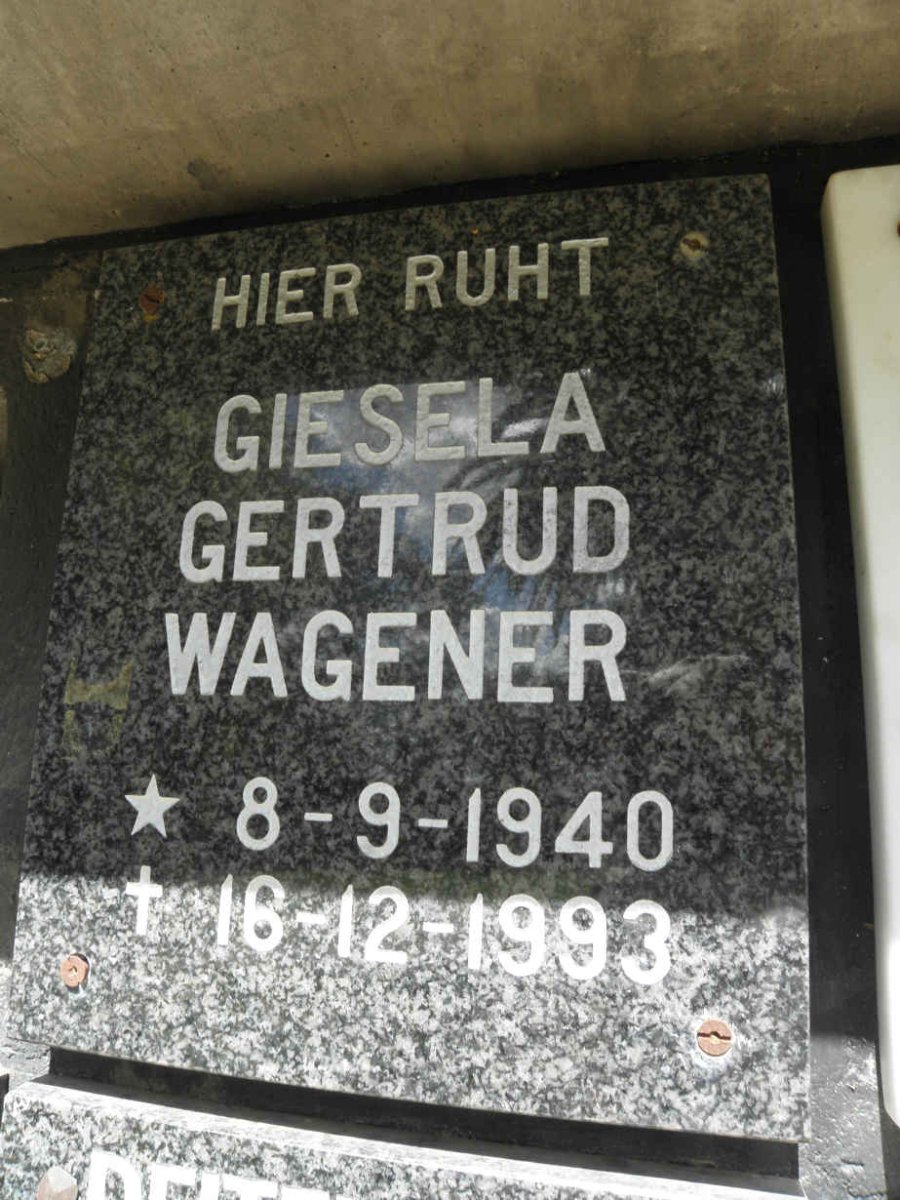 HIER RUHT
GIESELA
GERTRUD
WAGENER
★ 8-9-1940
✝ 16-12-1993